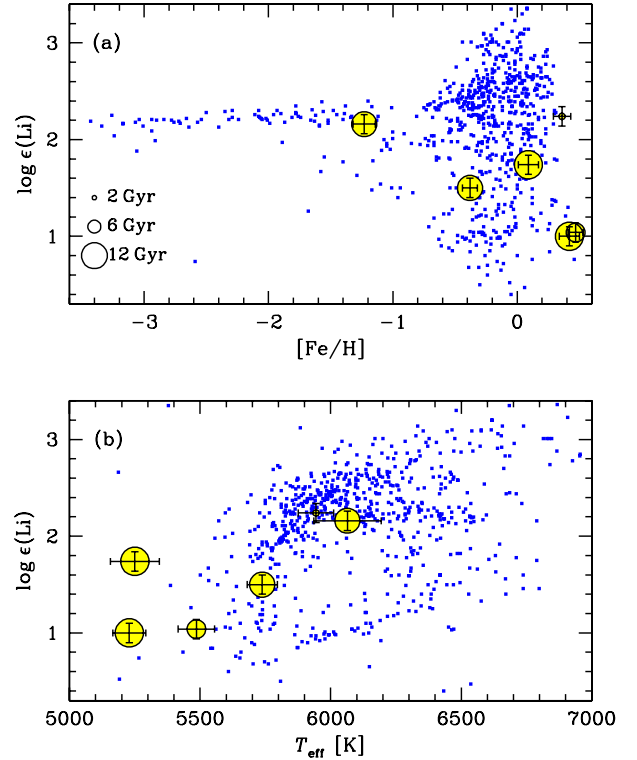 (a)
3
2
1
log ε(Li)
2 Gyr
6 Gyr
12 Gyr
−3 −2 −1 0
[Fe/H]
(b)
3
2
1
log ε(Li)
5000 5500 6000 6500 7000
Teff [K]